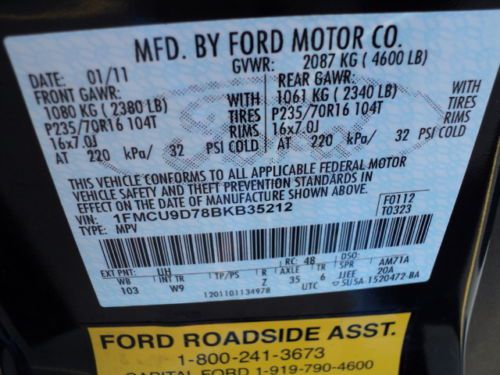 MFD. BY FORD MOTOR CO.
DATE: 01/11 GVWR: 2087 KG (4600 LB)
FRONT GAWR: REAR GAWR:
1080 KG (2380 LB) WITH 1061 KG (2340 LB) WITH
P235/70R16 104T TIRES P235/70R16 104T TIRES
16x7.0J RIMS 16x7.0J RIMS
AT 220 kPa/ 32 PSI COLD AT 220 kPa/ 32 PSI COLD
THIS VEHICLE CONFORMS TO ALL APPLICABLE FEDERAL MOTOR
VEHICLE SAFETY AND THEFT PREVENTION STANDARDS IN
EFFECT ON THE DATE OF MANUFACTURE SHOWN ABOVE.
VIN: 1FMCU9D78BKB35212 F0112
TYPE: MPV T0323
EXT PNT: UH RC: 48 DSO:
WB INT TR TP/PS R AXLE TR SPR AM71A
103 W9 Z 35 6 JJEE 20A
1201101134978 UTC SU5A-1520472-BA
Ford
FORD ROADSIDE ASST.
1-800-241-3673
CAPITAL FORD 1-919-790-4600